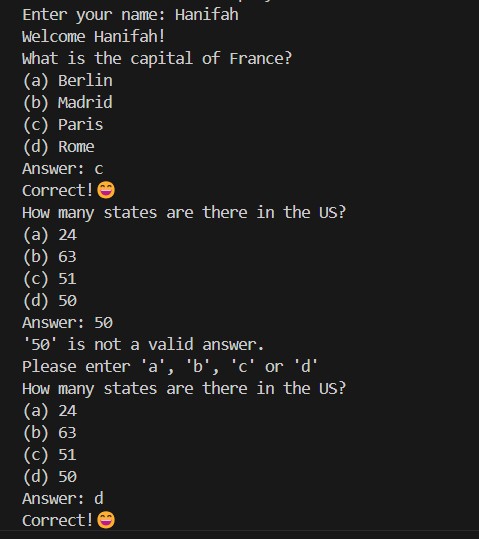 Enter your name: Hanifah
Welcome Hanifah!
What is the capital of France?
(a) Berlin
(b) Madrid
(c) Paris
(d) Rome
Answer: c
Correct!😄
How many states are there in the US?
(a) 24
(b) 63
(c) 51
(d) 50
Answer: 50
'50' is not a valid answer.
Please enter 'a', 'b', 'c' or 'd'
How many states are there in the US?
(a) 24
(b) 63
(c) 51
(d) 50
Answer: d
Correct!😄